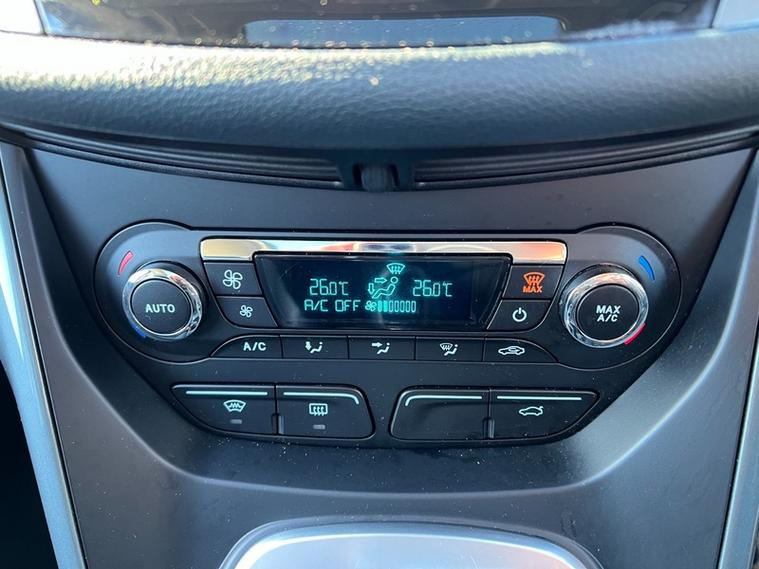 26.0°C 26.0°C
A/C OFF
AUTO
MAX
MAX
A/C
A/C